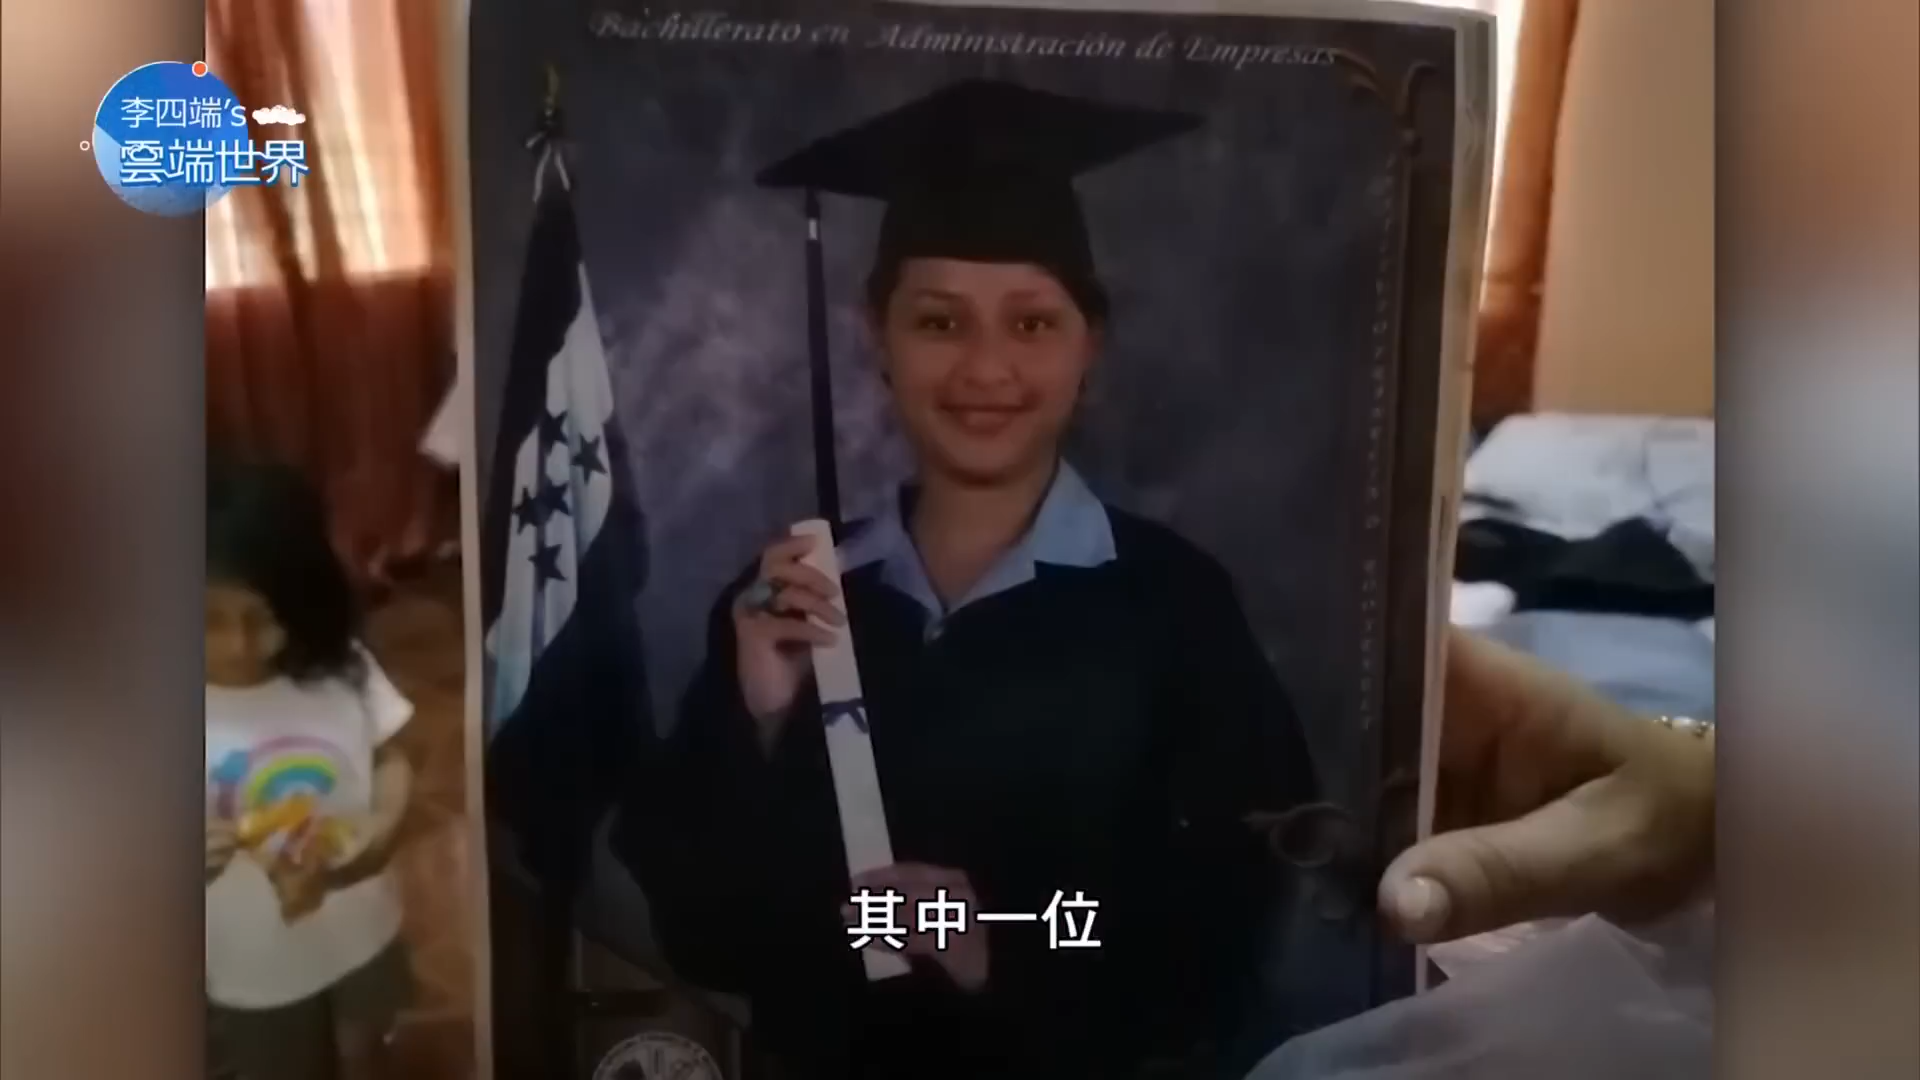 Bachillerato en Administración de Empresas
李四端's
雲端世界
其中一位